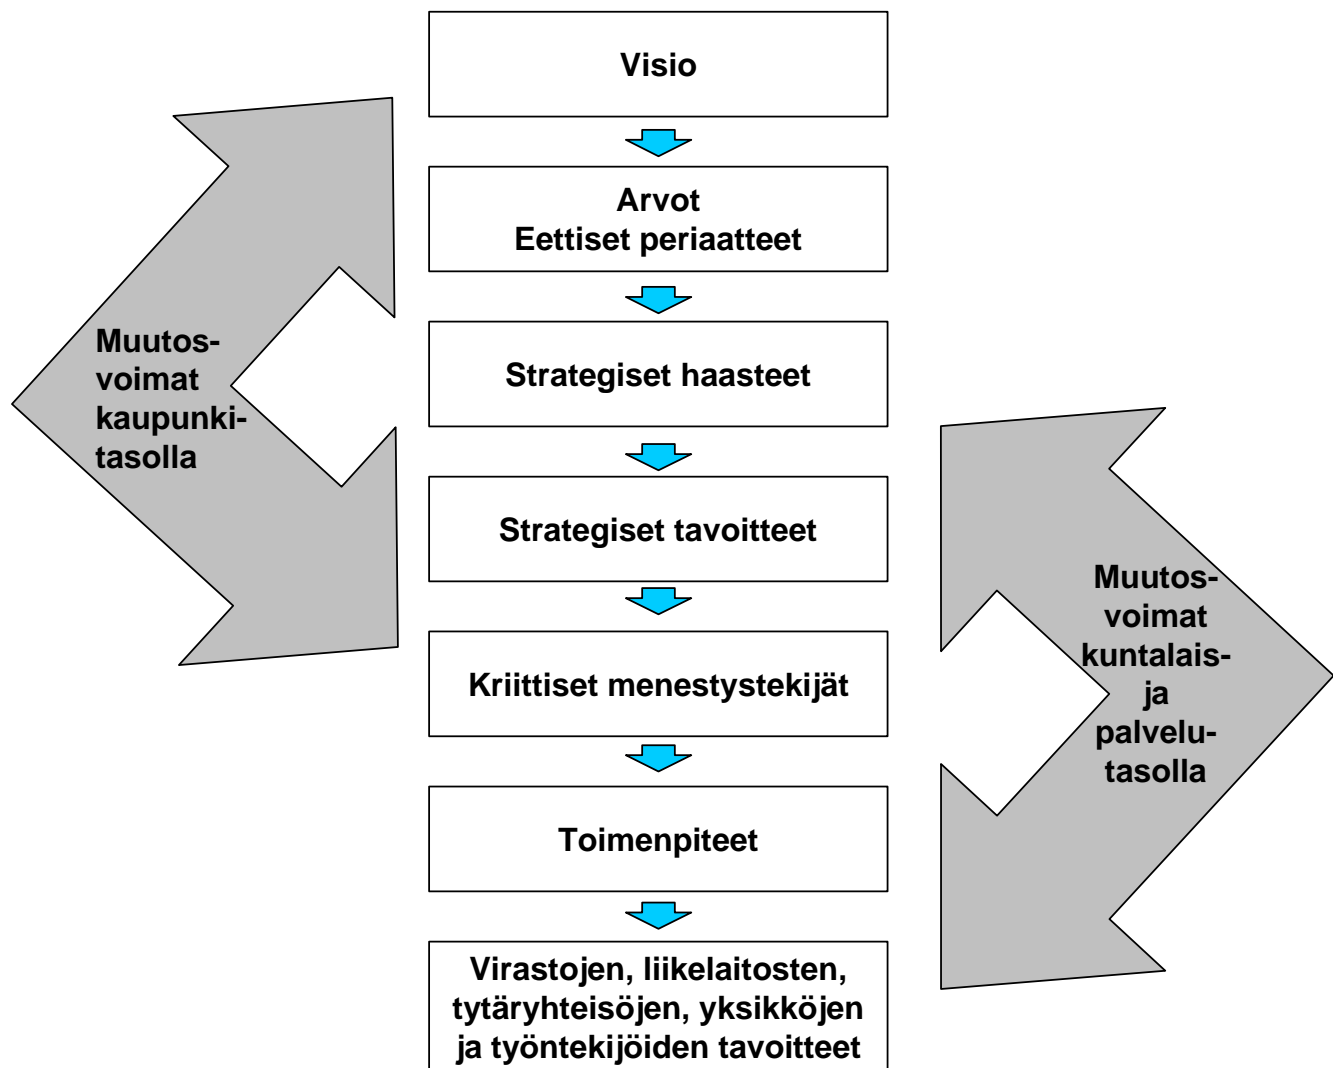 Visio
Arvot
Eettiset periaatteet
Muutos-
voimat
kaupunki-
tasolla
Strategiset haasteet
Strategiset tavoitteet
Muutos-
voimat
kuntalais-
ja
palvelu-
tasolla
Kriittiset menestystekijät
Toimenpiteet
Virastojen, liikelaitosten,
tytäryhteisöjen, yksikköjen
ja työntekijöiden tavoitteet